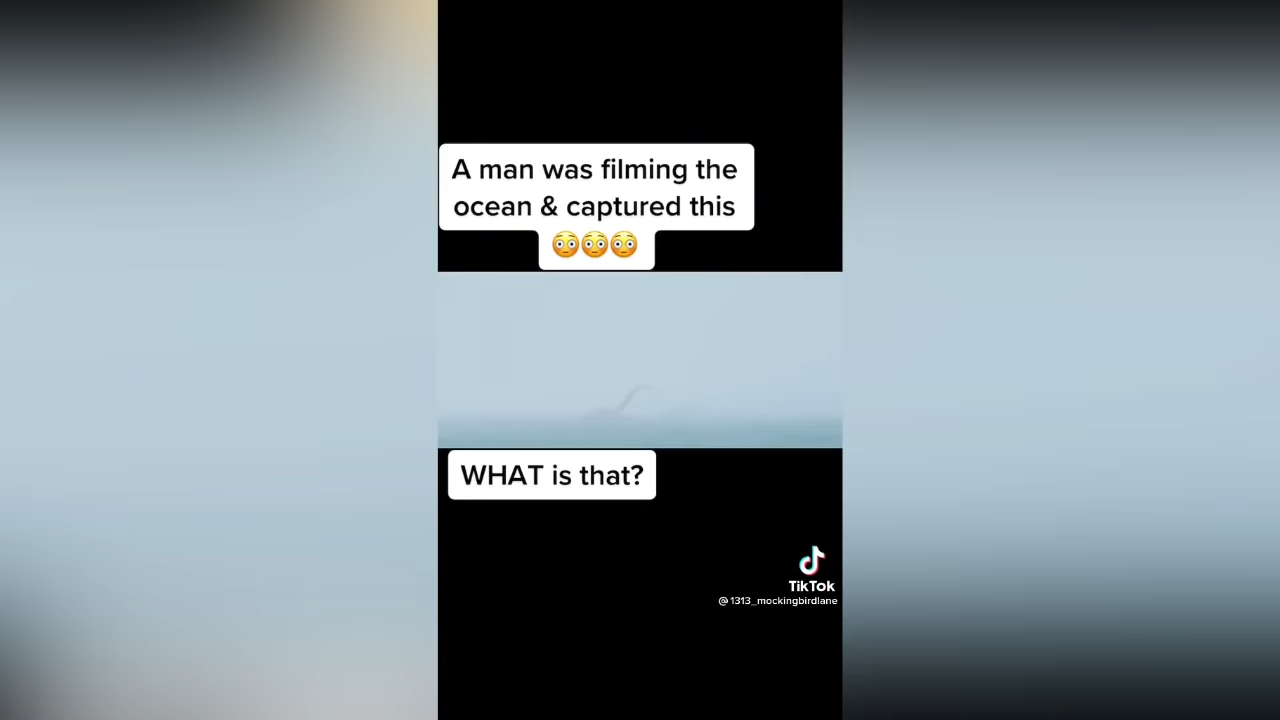 A man was filming the
ocean & captured this
😳😳😳
WHAT is that?
TikTok
@1313_mockingbirdlane